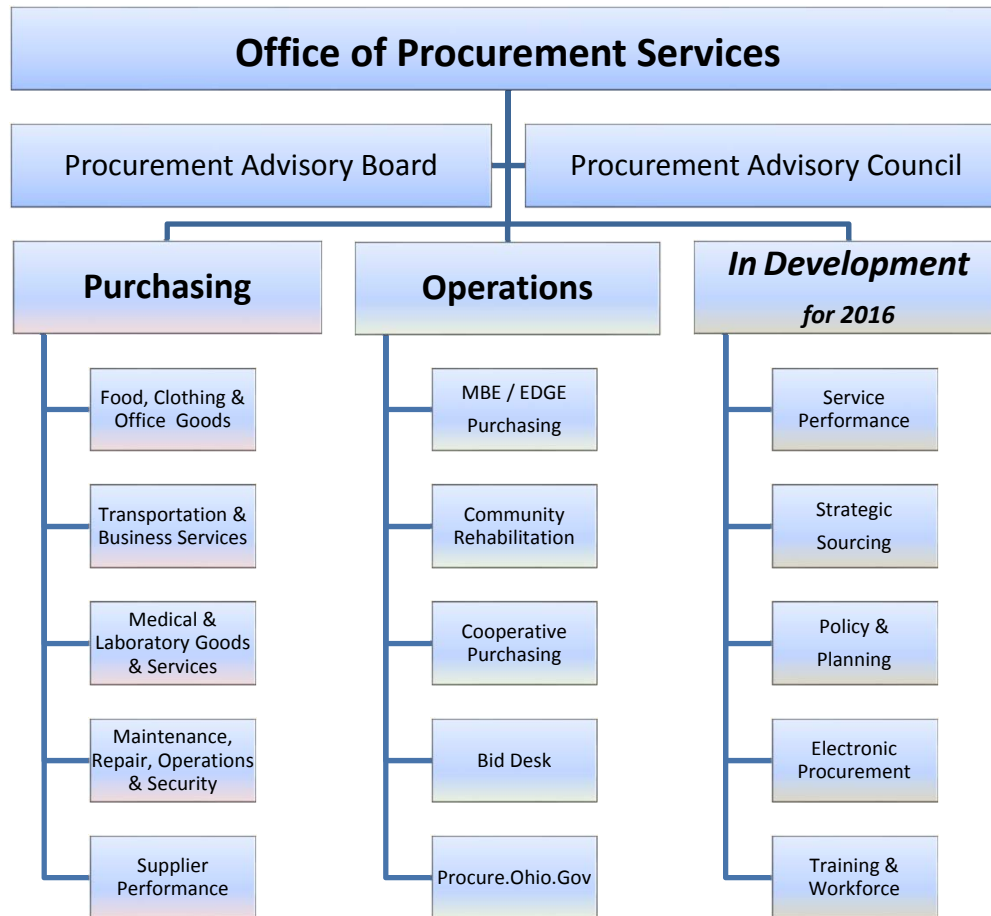 Office of Procurement Services
Procurement Advisory Board
Procurement Advisory Council
Purchasing
Food, Clothing &
Office Goods
Transportation &
Business Services
Medical &
Laboratory Goods
& Services
Maintenance,
Repair, Operations
& Security
Supplier
Performance
Operations
MBE / EDGE
Purchasing
Community
Rehabilitation
Cooperative
Purchasing
Bid Desk
Procure.Ohio.Gov
In Development
for 2016
Service
Performance
Strategic
Sourcing
Policy &
Planning
Electronic
Procurement
Training &
Workforce